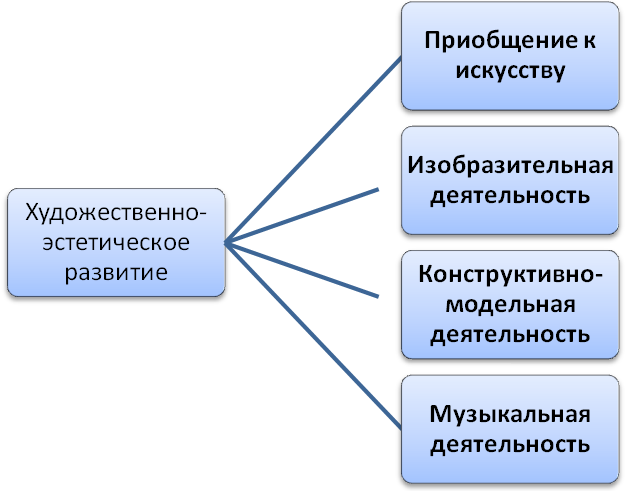 Художественно-
эстетическое
развитие
Приобщение к
искусству
Изобразительная
деятельность
Конструктивно-
модельная
деятельность
Музыкальная
деятельность